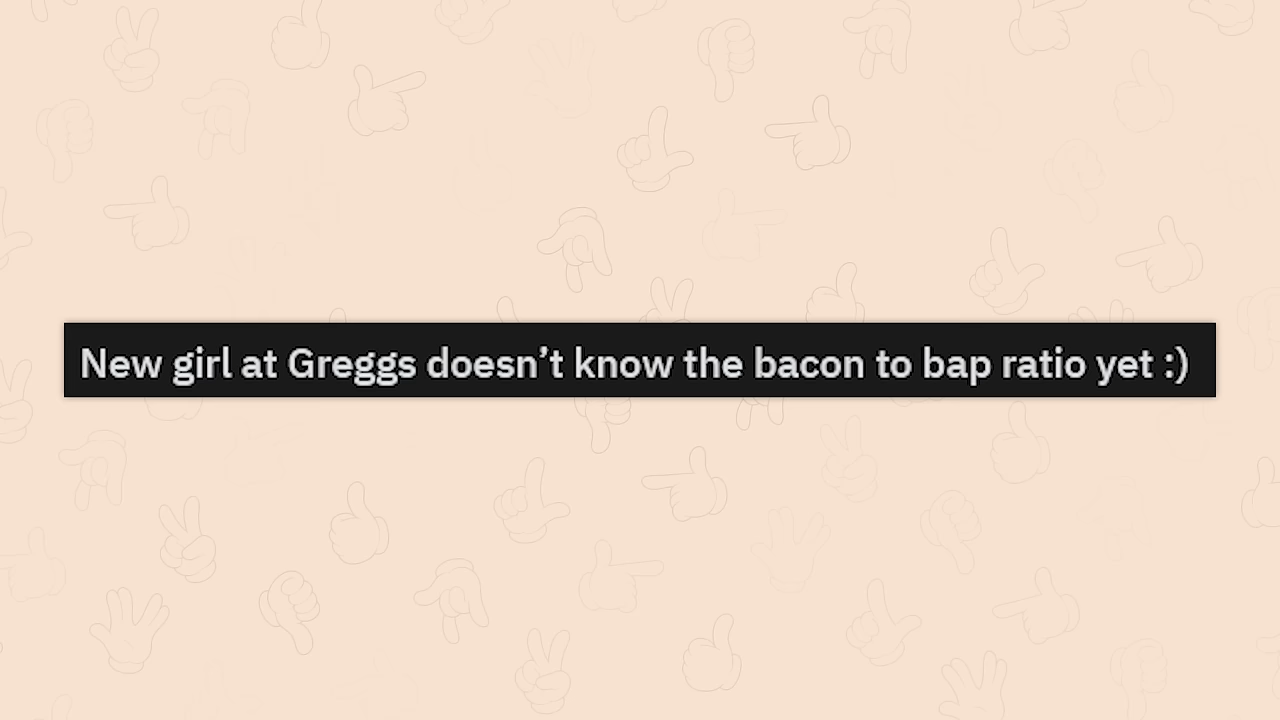 New girl at Greggs doesn’t know the bacon to bap ratio yet :)